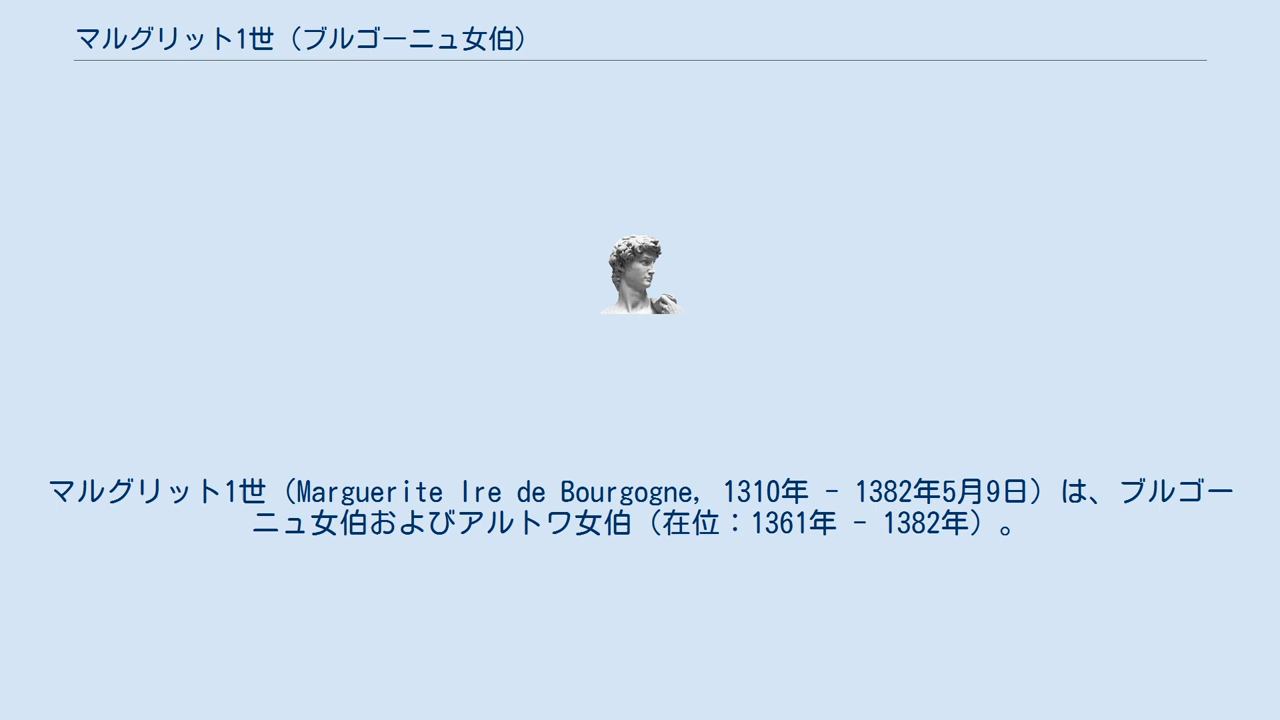 マルグリット1世（ブルゴーニュ女伯）
マルグリット1世（Marguerite Ire de Bourgogne, 1310年 - 1382年5月9日）は、ブルゴー
ニュ女伯およびアルトワ女伯（在位：1361年 - 1382年）。